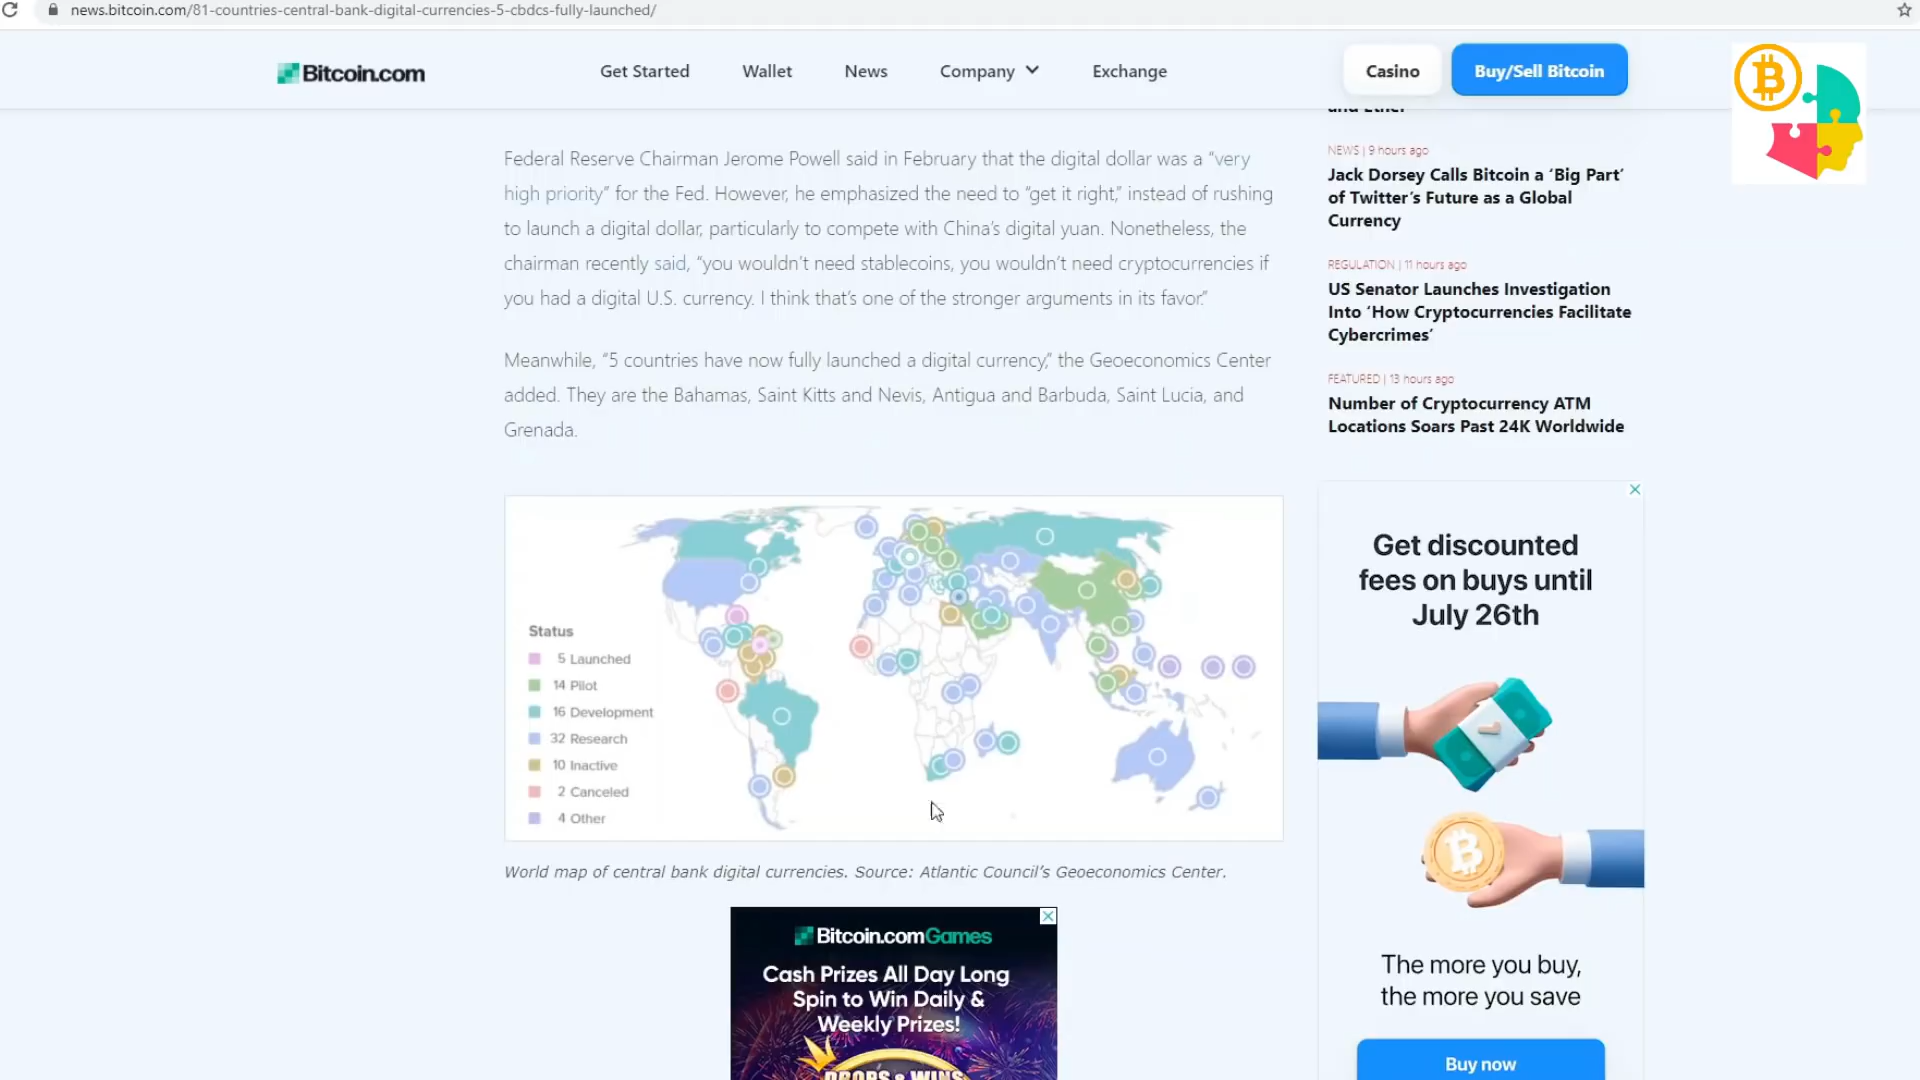 news.bitcoin.com/81-countries-central-bank-digital-currencies-5-cbdcs-fully-launched/
Bitcoin.com
Get Started
Wallet
News
Company
Exchange
Casino
Buy/Sell Bitcoin
Federal Reserve Chairman Jerome Powell said in February that the digital dollar was a “very
high priority” for the Fed. However, he emphasized the need to “get it right,” instead of rushing
to launch a digital dollar, particularly to compete with China’s digital yuan. Nonetheless, the
chairman recently said, “you wouldn’t need stablecoins, you wouldn’t need cryptocurrencies if
you had a digital U.S. currency. I think that’s one of the stronger arguments in its favor.”
Meanwhile, “5 countries have now fully launched a digital currency,” the Geoeconomics Center
added. They are the Bahamas, Saint Kitts and Nevis, Antigua and Barbuda, Saint Lucia, and
Grenada.
Status
5 Launched
14 Pilot
16 Development
32 Research
10 Inactive
2 Canceled
4 Other
World map of central bank digital currencies. Source: Atlantic Council’s Geoeconomics Center.
Bitcoin.comGames
Cash Prizes All Day Long
Spin to Win Daily &
Weekly Prizes!
DROPS & WINS
and Ether
NEWS | 9 hours ago
Jack Dorsey Calls Bitcoin a ‘Big Part’
of Twitter’s Future as a Global
Currency
REGULATION | 11 hours ago
US Senator Launches Investigation
Into ‘How Cryptocurrencies Facilitate
Cybercrimes’
FEATURED | 13 hours ago
Number of Cryptocurrency ATM
Locations Soars Past 24K Worldwide
Get discounted
fees on buys until
July 26th
The more you buy,
the more you save
Buy now